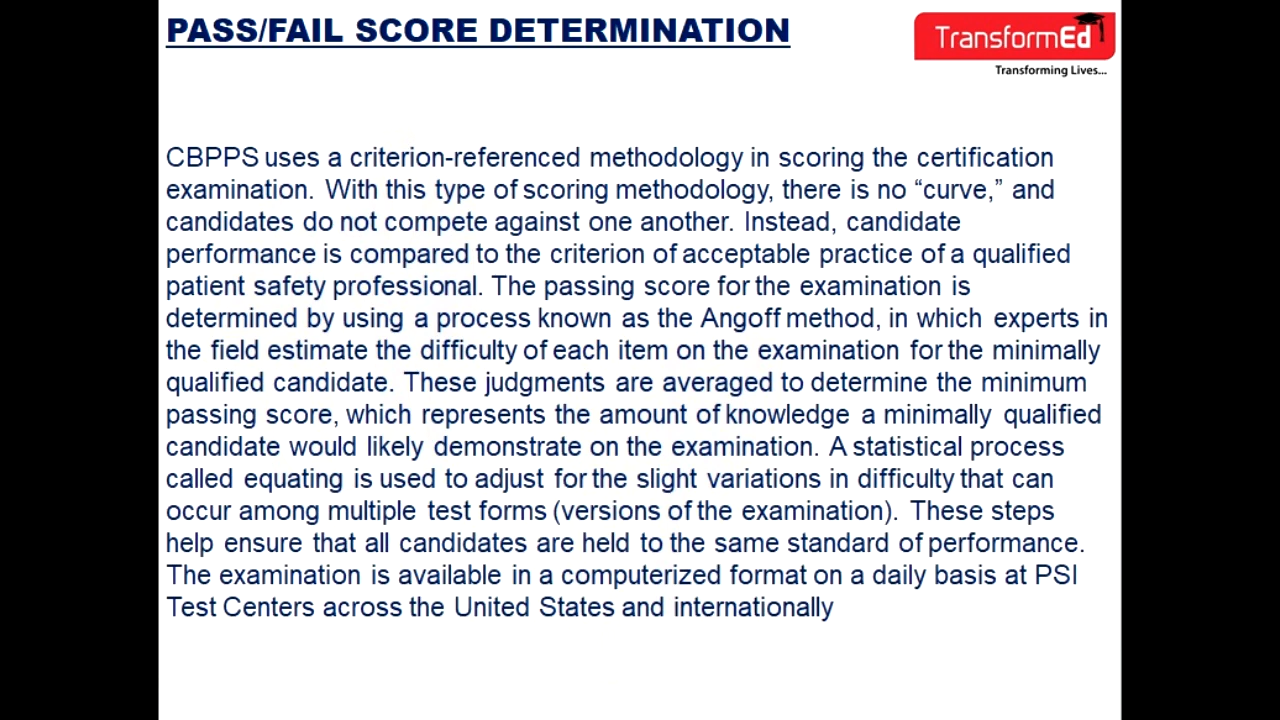 PASS/FAIL SCORE DETERMINATION
TransformEd
Transforming Lives...
CBPPS uses a criterion-referenced methodology in scoring the certification
examination. With this type of scoring methodology, there is no “curve,” and
candidates do not compete against one another. Instead, candidate
performance is compared to the criterion of acceptable practice of a qualified
patient safety professional. The passing score for the examination is
determined by using a process known as the Angoff method, in which experts in
the field estimate the difficulty of each item on the examination for the minimally
qualified candidate. These judgments are averaged to determine the minimum
passing score, which represents the amount of knowledge a minimally qualified
candidate would likely demonstrate on the examination. A statistical process
called equating is used to adjust for the slight variations in difficulty that can
occur among multiple test forms (versions of the examination). These steps
help ensure that all candidates are held to the same standard of performance.
The examination is available in a computerized format on a daily basis at PSI
Test Centers across the United States and internationally